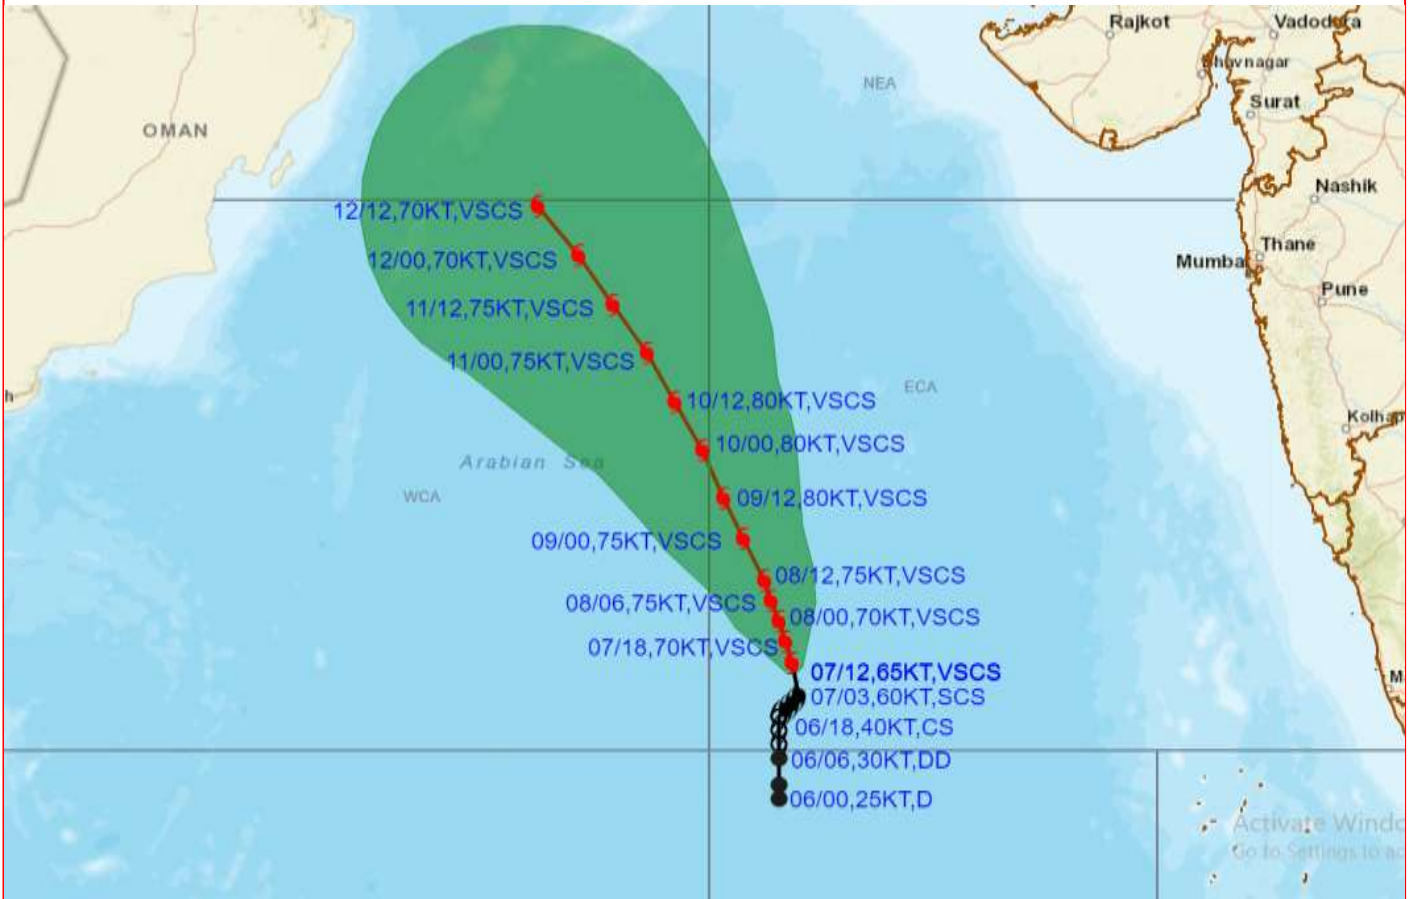 Rajkot
Vadodara
Bhavnagar
NEA
Surat
OMAN
Nashik
12/12,70KT,VSCS
Thane
12/00,70KT,VSCS
Mumba
Pune
11/12,75KT,VSCS
11/00,75KT,VSCS
ECA
h
10/12,80KT,VSCS
Kolhap
10/00,80KT,VSCS
Arabian Sea
WCA
09/12,80KT,VSCS
09/00,75KT,VSCS
08/12,75KT,VSCS
08/06,75KT,VSCS
08/00,70KT,VSCS
07/18,70KT,VSCS
07/12,65KT,VSCS
M
07/03,60KT,SCS
06/18,40KT,CS
06/06,30KT,DD
06/00,25KT,D
Activate Windo
Go to Settings to ac